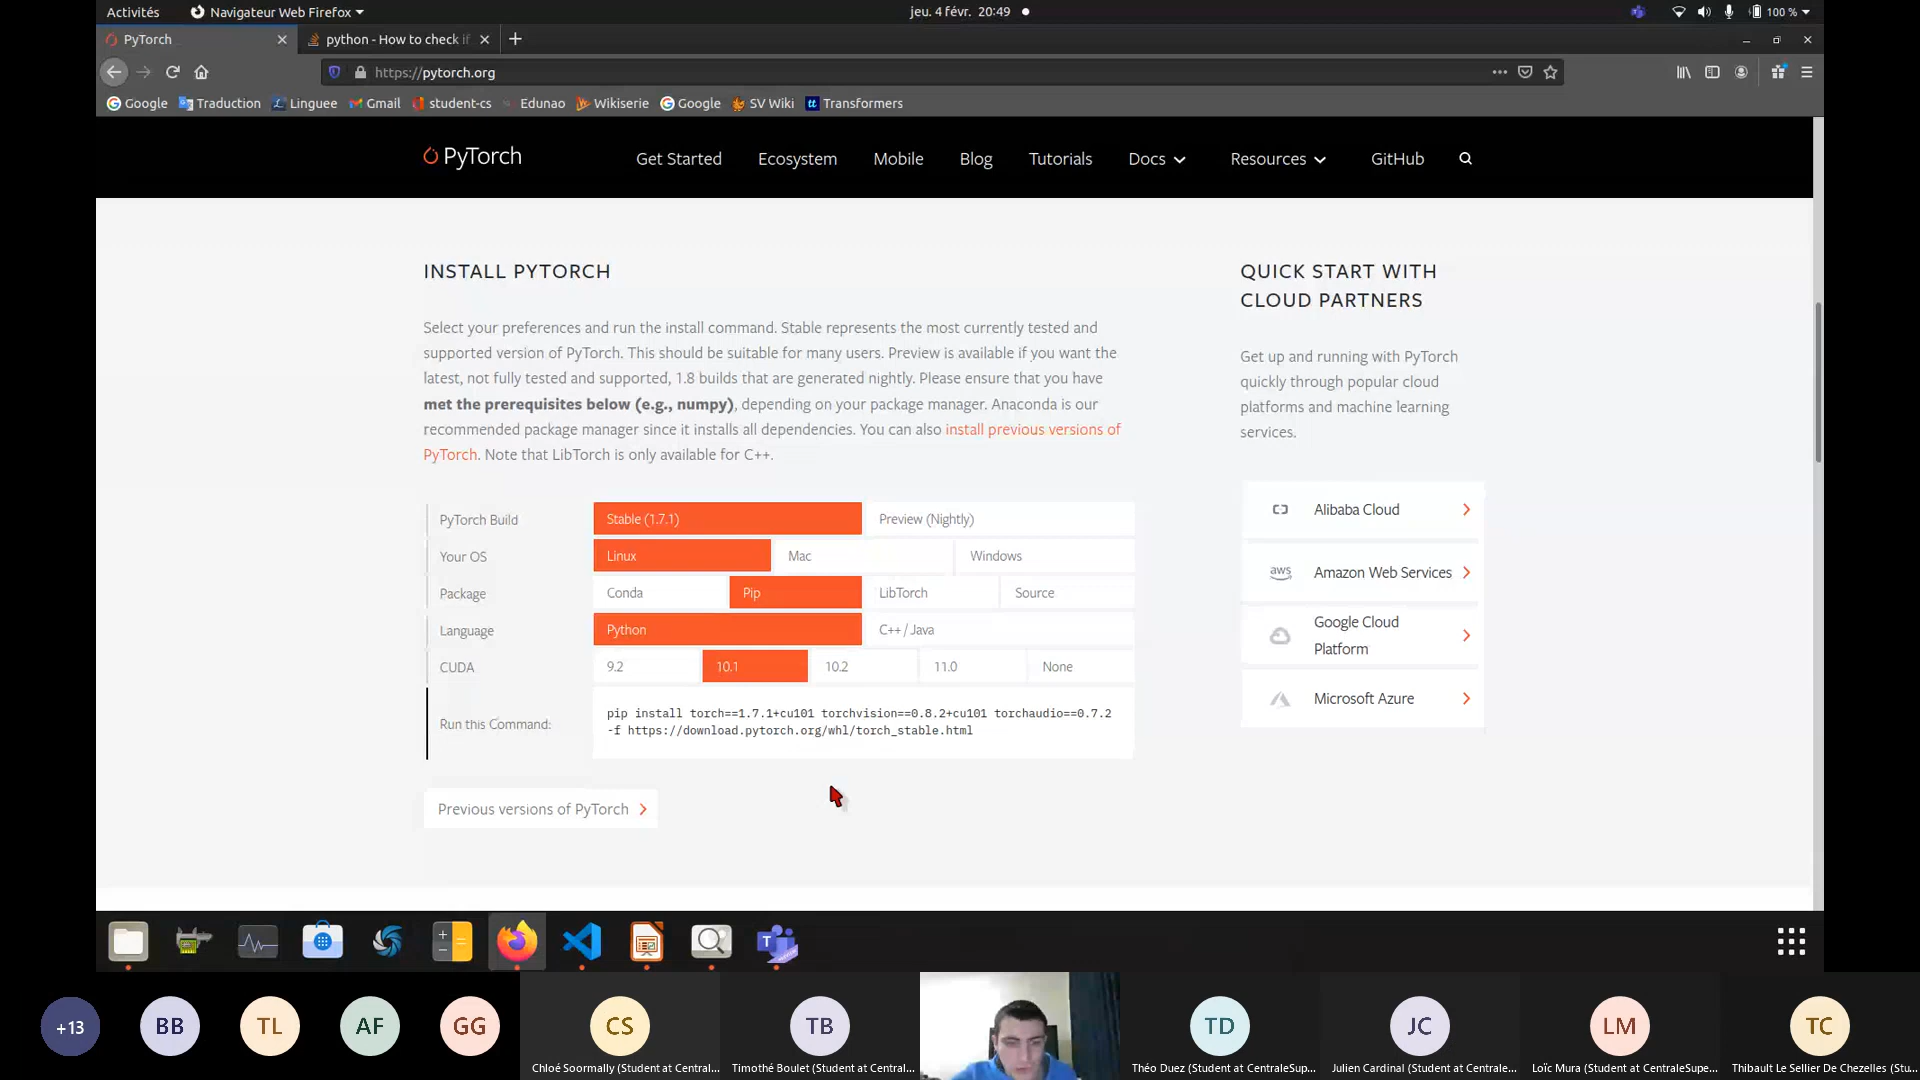 Activités
Navigateur Web Firefox
jeu. 4 févr. 20:49
100 %
PyTorch
python - How to check if
https://pytorch.org
Google
Traduction
Linguee
Gmail
student-cs
Edunao
Wikiserie
Google
SV Wiki
tt
Transformers
PyTorch
Get Started
Ecosystem
Mobile
Blog
Tutorials
Docs
Resources
GitHub
INSTALL PYTORCH
Select your preferences and run the install command. Stable represents the most currently tested and
supported version of PyTorch. This should be suitable for many users. Preview is available if you want the
latest, not fully tested and supported, 1.8 builds that are generated nightly. Please ensure that you have
met the prerequisites below (e.g., numpy), depending on your package manager. Anaconda is our
recommended package manager since it installs all dependencies. You can also install previous versions of
PyTorch. Note that LibTorch is only available for C++.
PyTorch Build
Stable (1.7.1)
Preview (Nightly)
Your OS
Linux
Mac
Windows
Package
Conda
Pip
LibTorch
Source
Language
Python
C++ / Java
CUDA
9.2
10.1
10.2
11.0
None
Run this Command:
pip install torch==1.7.1+cu101 torchvision==0.8.2+cu101 torchaudio==0.7.2
-f https://download.pytorch.org/whl/torch_stable.html
Previous versions of PyTorch
QUICK START WITH
CLOUD PARTNERS
Get up and running with PyTorch
quickly through popular cloud
platforms and machine learning
services.
Alibaba Cloud
aws
Amazon Web Services
Google Cloud
Platform
Microsoft Azure
T
+13
BB
TL
AF
GG
CS
Chloé Soormally (Student at Central...
TB
Timothé Boulet (Student at Central...
TD
Théo Duez (Student at CentraleSup...
JC
Julien Cardinal (Student at Centrale...
LM
Loïc Mura (Student at CentraleSupe...
TC
Thibault Le Sellier De Chezelles (Stu...